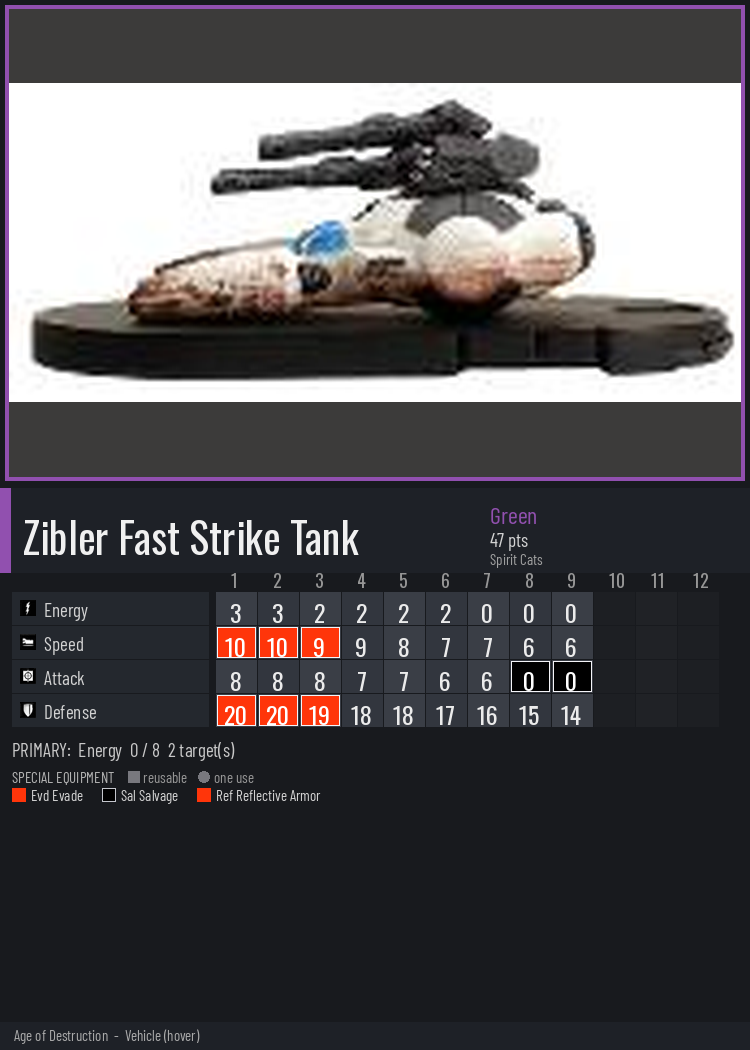 Zibler Fast Strike Tank
Green
47 pts
Spirit Cats
1 2 3 4 5 6 7 8 9 10 11 12
Energy 3 3 2 2 2 2 0 0 0
Speed 10 10 9 9 8 7 7 6 6
Attack 8 8 8 7 7 6 6 0 0
Defense 20 20 19 18 18 17 16 15 14
PRIMARY: Energy 0 / 8 2 target(s)
SPECIAL EQUIPMENT reusable one use
Evd Evade Sal Salvage Ref Reflective Armor
Age of Destruction - Vehicle (hover)